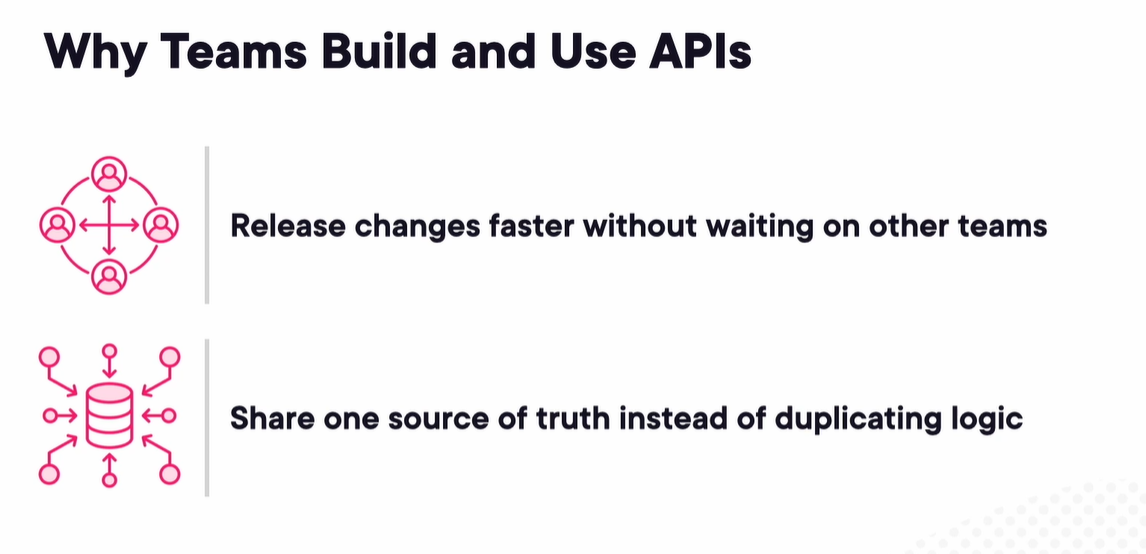 Why Teams Build and Use APIs
Release changes faster without waiting on other teams
Share one source of truth instead of duplicating logic